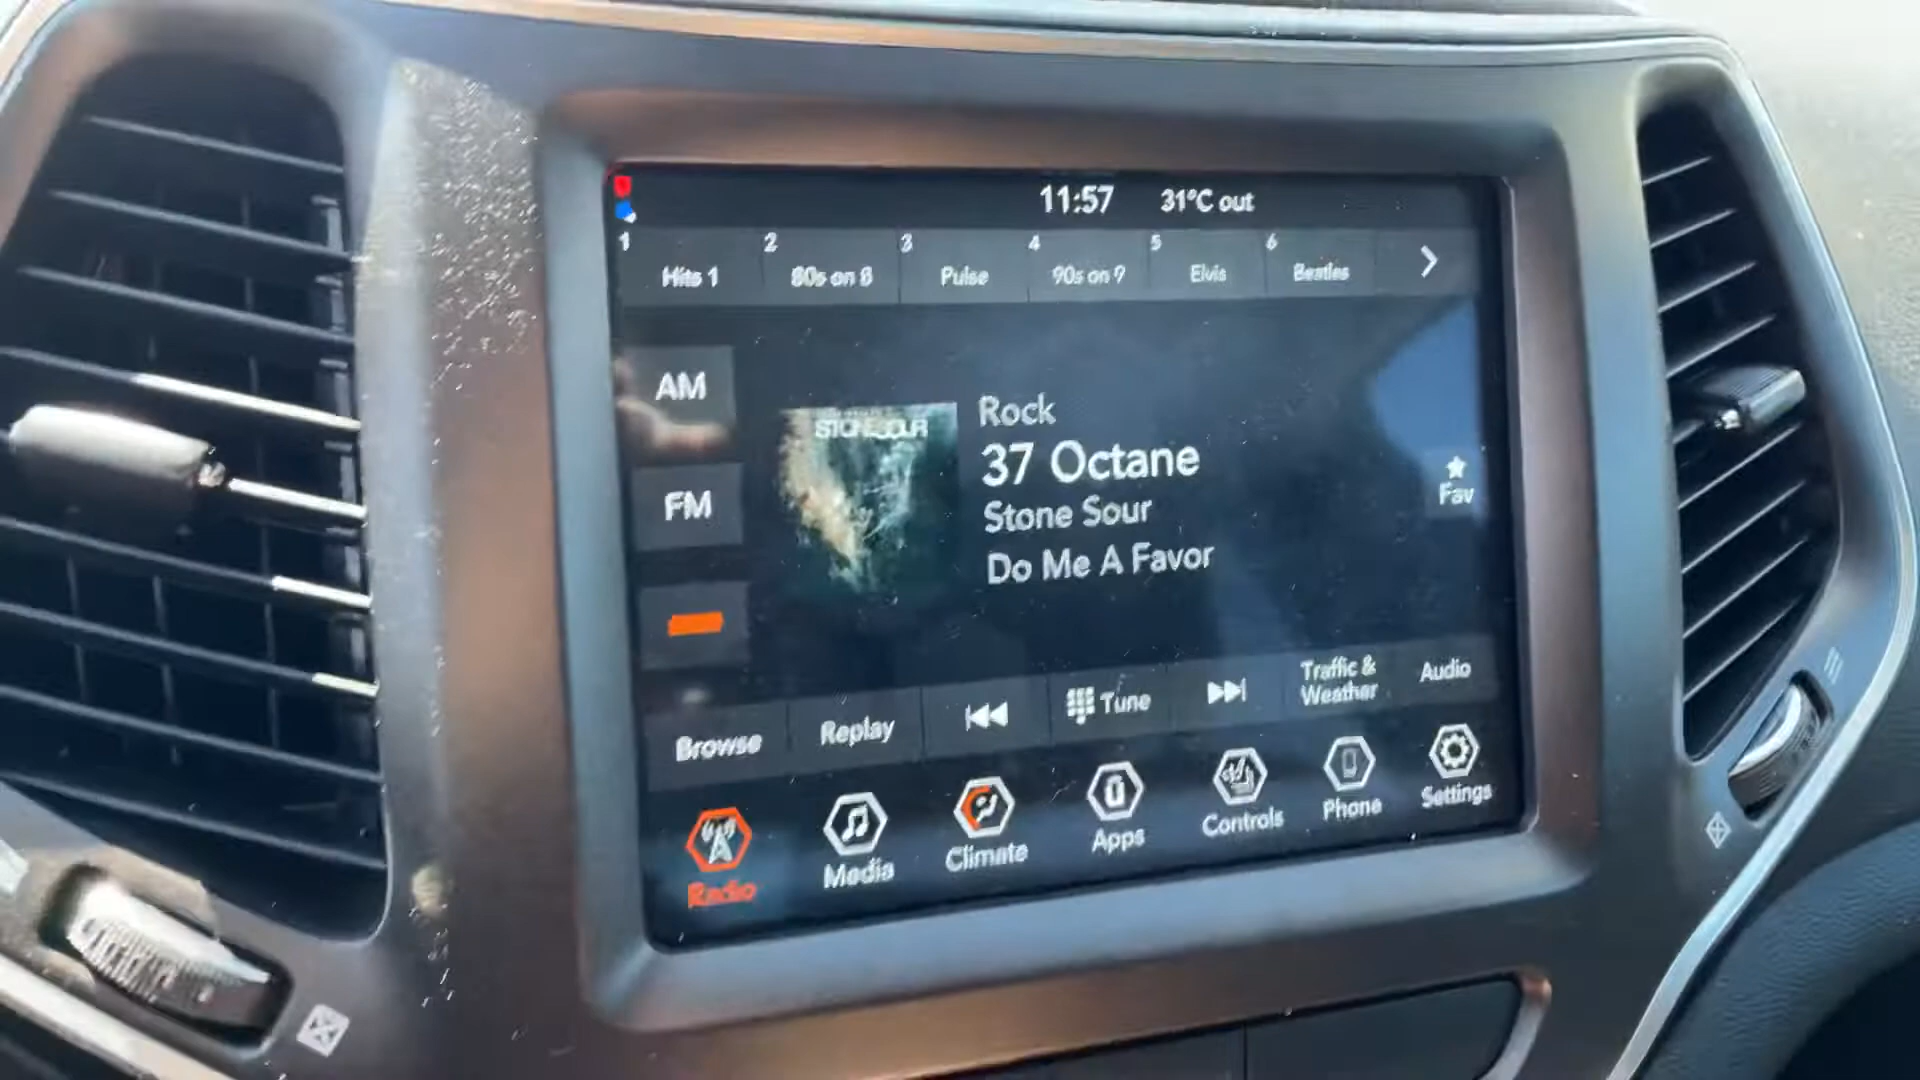 11:57 31°C out
1 2 3 4 5 6
Hits 1 80s on 8 Pulse 90s on 9 Elvis Beatles
AM
FM
STONE SOUR
Rock
37 Octane
Stone Sour
Do Me A Favor
Fav
Browse Replay Tune Traffic &
Weather Audio
Radio Media Climate Apps Controls Phone Settings